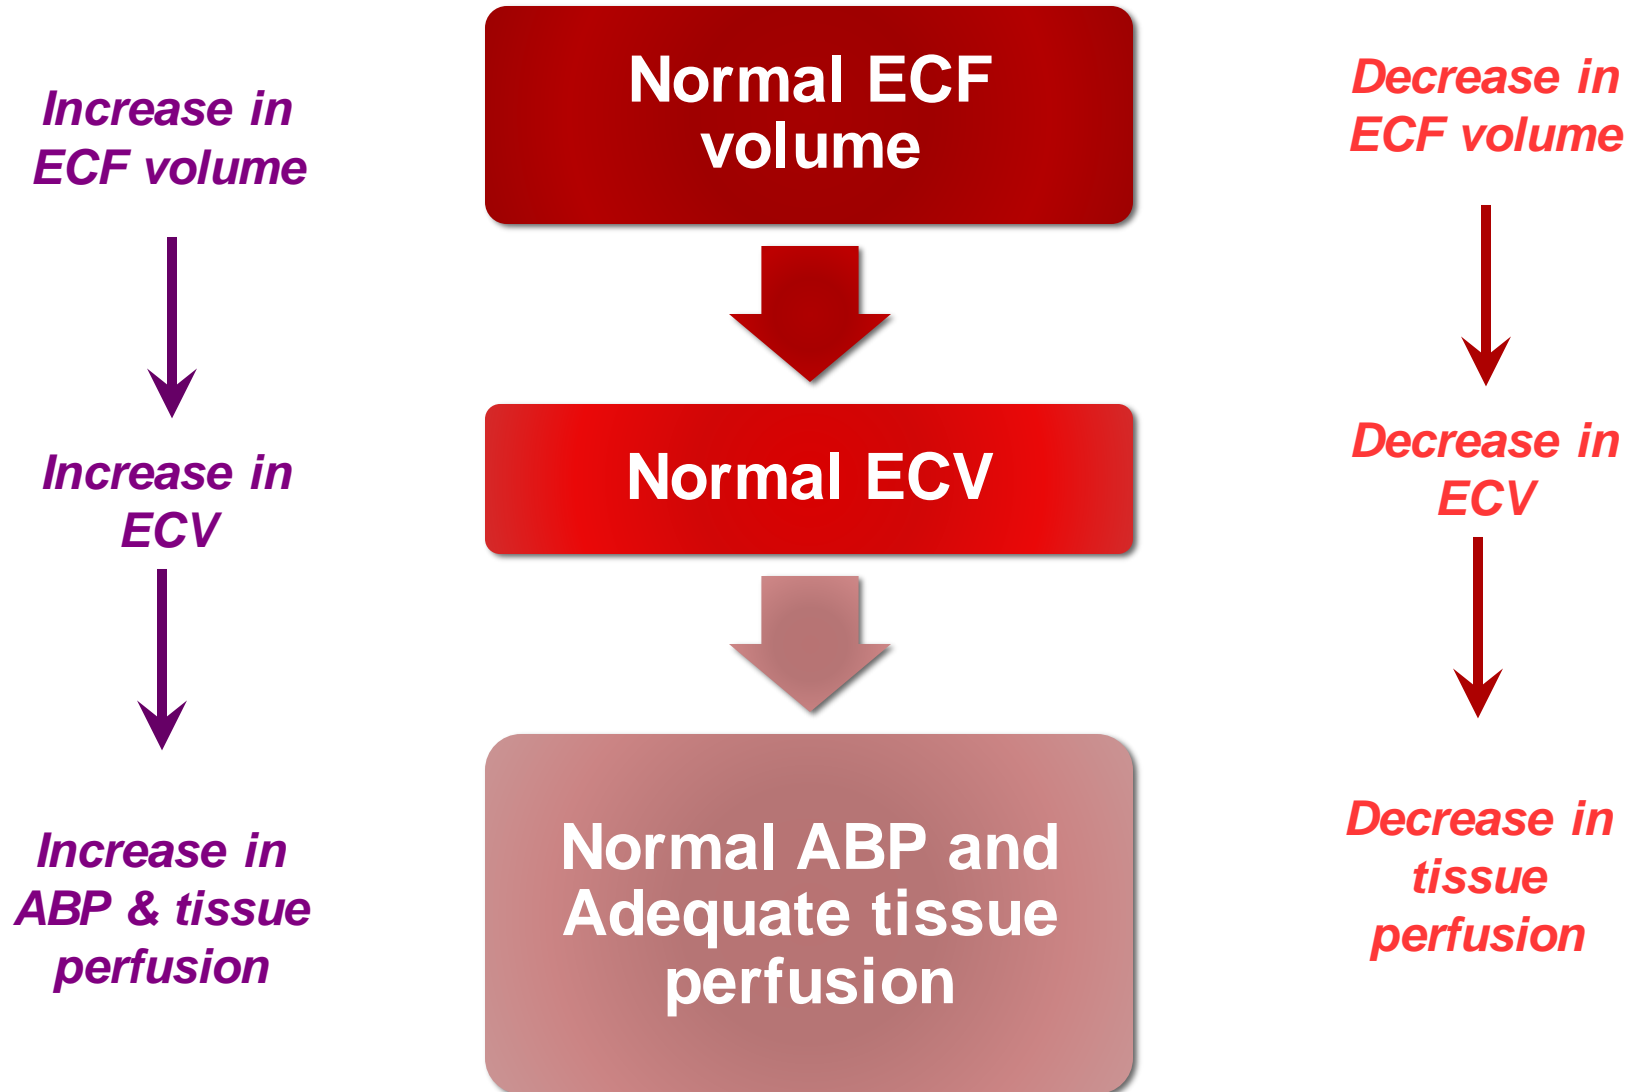 Increase in
ECF volume
Increase in
ECV
Increase in
ABP & tissue
perfusion
Normal ECF
volume
Normal ECV
Normal ABP and
Adequate tissue
perfusion
Decrease in
ECF volume
Decrease in
ECV
Decrease in
tissue
perfusion